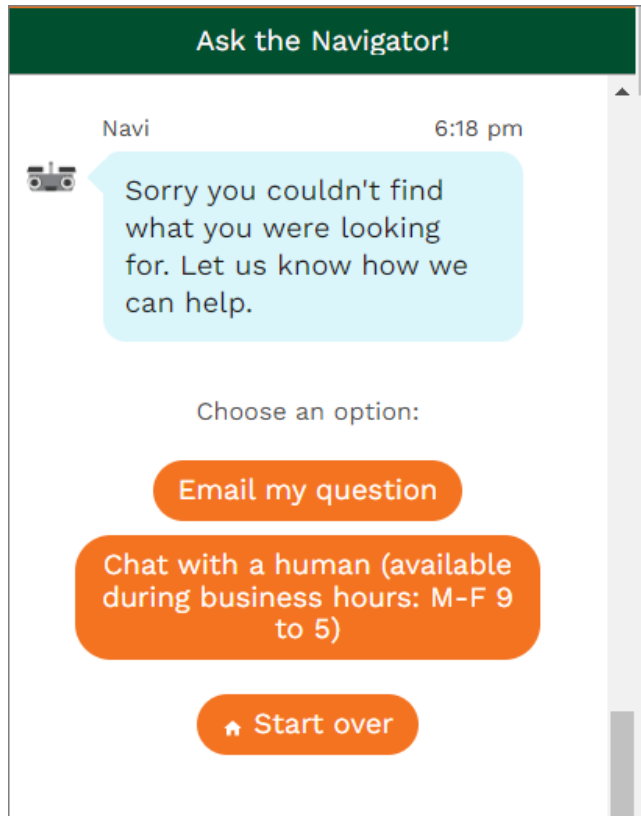 Ask the Navigator!
Navi 6:18 pm
Sorry you couldn't find
what you were looking
for. Let us know how we
can help.
Choose an option:
Email my question
Chat with a human (available
during business hours: M-F 9
to 5)
Start over